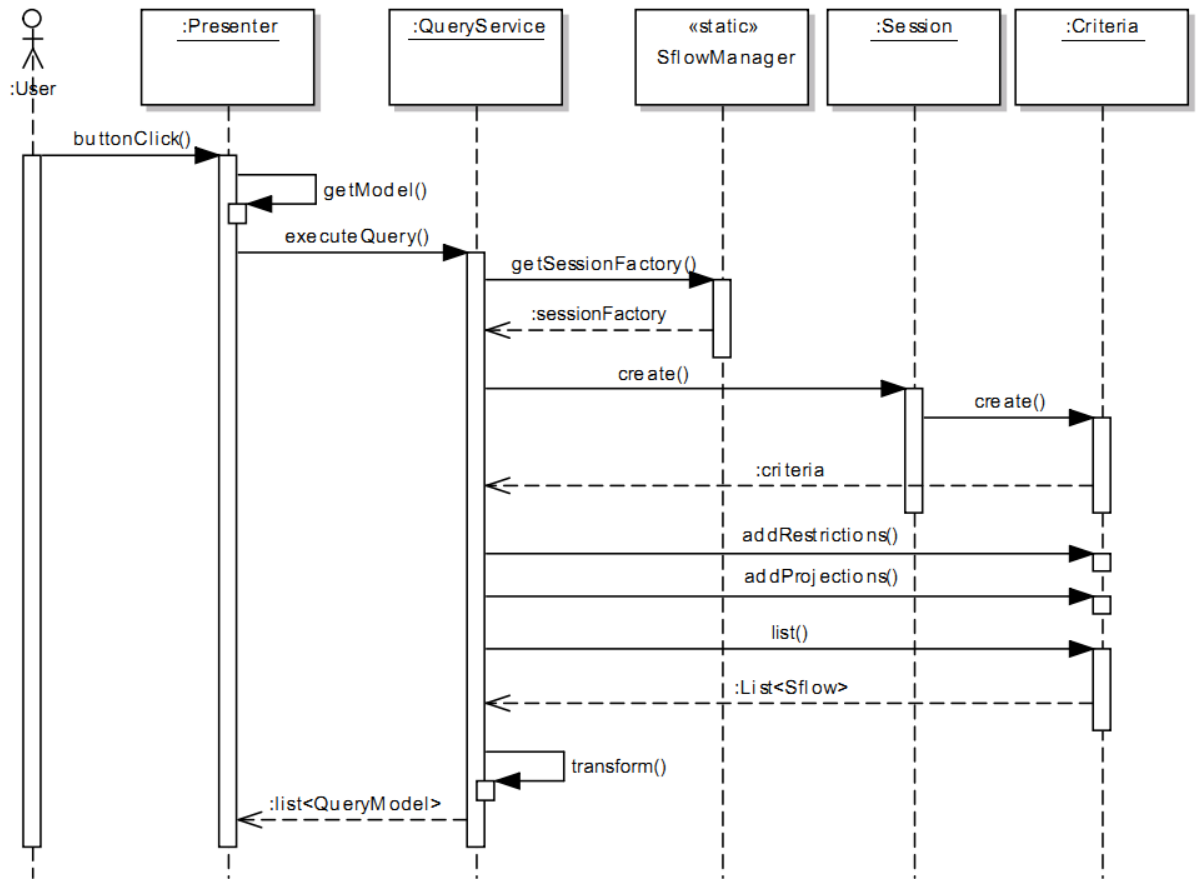 :Presenter
:QueryService
«static»
SflowManager
:Session
:Criteria
:User
buttonClick()
getModel()
executeQuery()
getSessionFactory()
:sessionFactory
create()
create()
:criteria
addRestrictions()
addProjections()
list()
:List<Sflow>
transform()
:list<QueryModel>